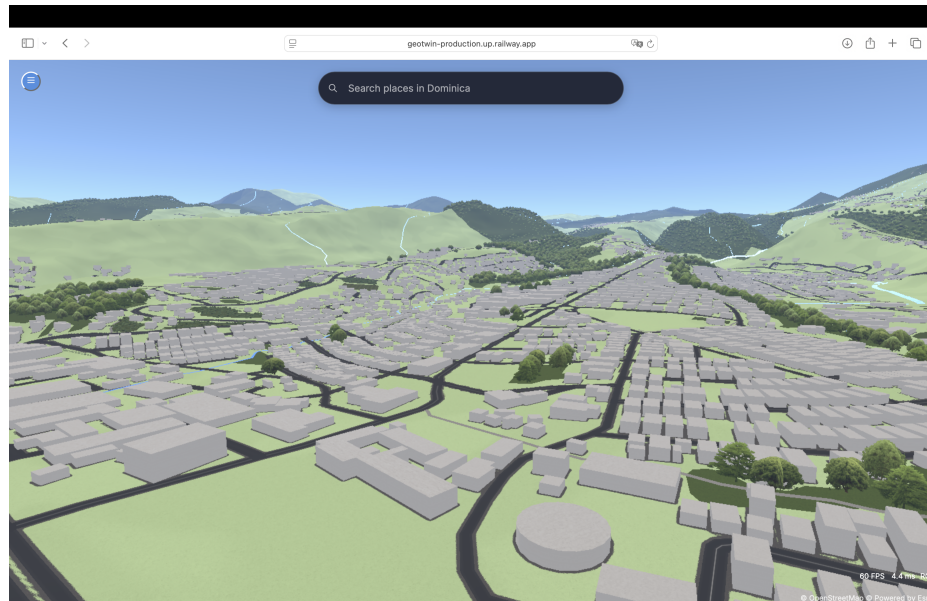 geotwin-production.up.railway.app
Search places in Dominica
60 FPS 4.4 ms
© OpenStreetMap © Powered by